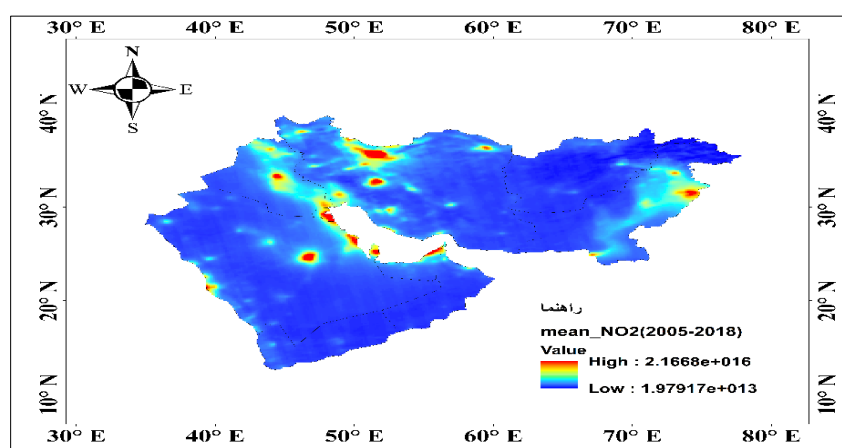 30° E 40° E 50° E 60° E 70° E 80° E
N
W E
S
40° N 40° N
30° N 30° N
20° N 20° N
10° N 10° N
راهنما
mean_NO2(2005-2018)
Value
High : 2.1668e+016
Low : 1.97917e+013
30° E 40° E 50° E 60° E 70° E 80° E